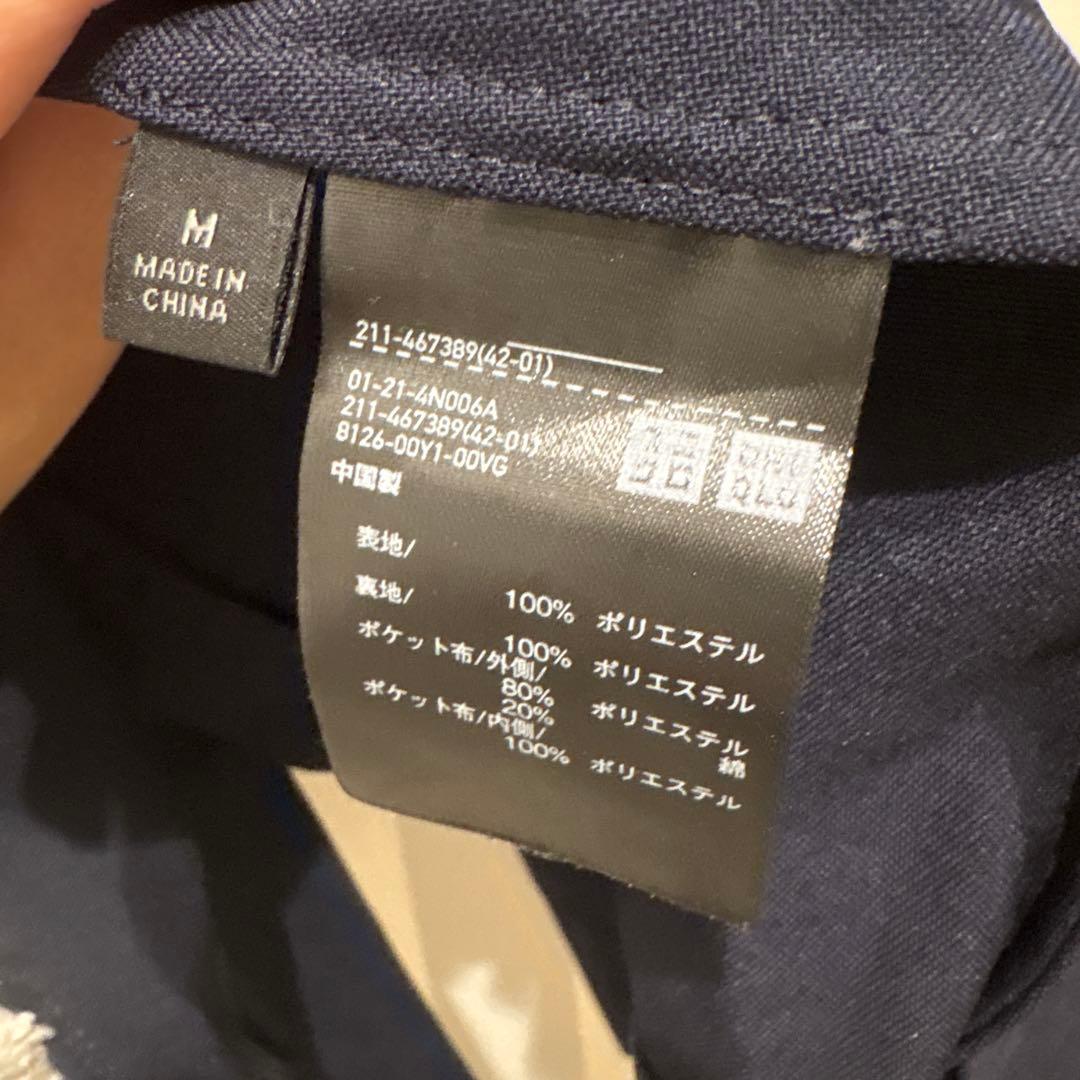 M
MADE IN
CHINA
211-467389(42-01)
01-21-4N006A
211-467389(42-01)
8126-00Y1-00VG
中国製
表地/
100% ポリエステル
裏地/
100% ポリエステル
ポケット布/外側/
80% ポリエステル
20% 綿
ポケット布/内側/
100% ポリエステル